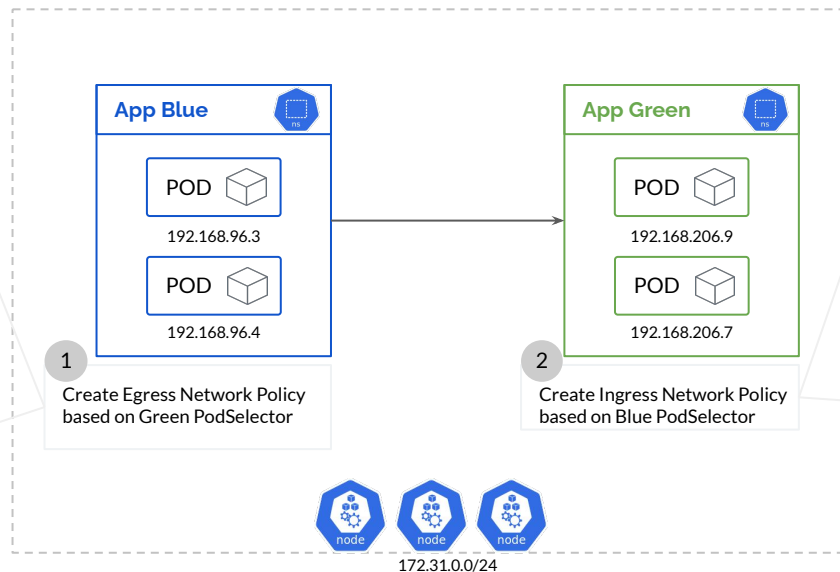 App Blue
ns
POD
192.168.96.3
POD
192.168.96.4
1
Create Egress Network Policy
based on Green PodSelector
App Green
ns
POD
192.168.206.9
POD
192.168.206.7
2
Create Ingress Network Policy
based on Blue PodSelector
node
node
node
172.31.0.0/24